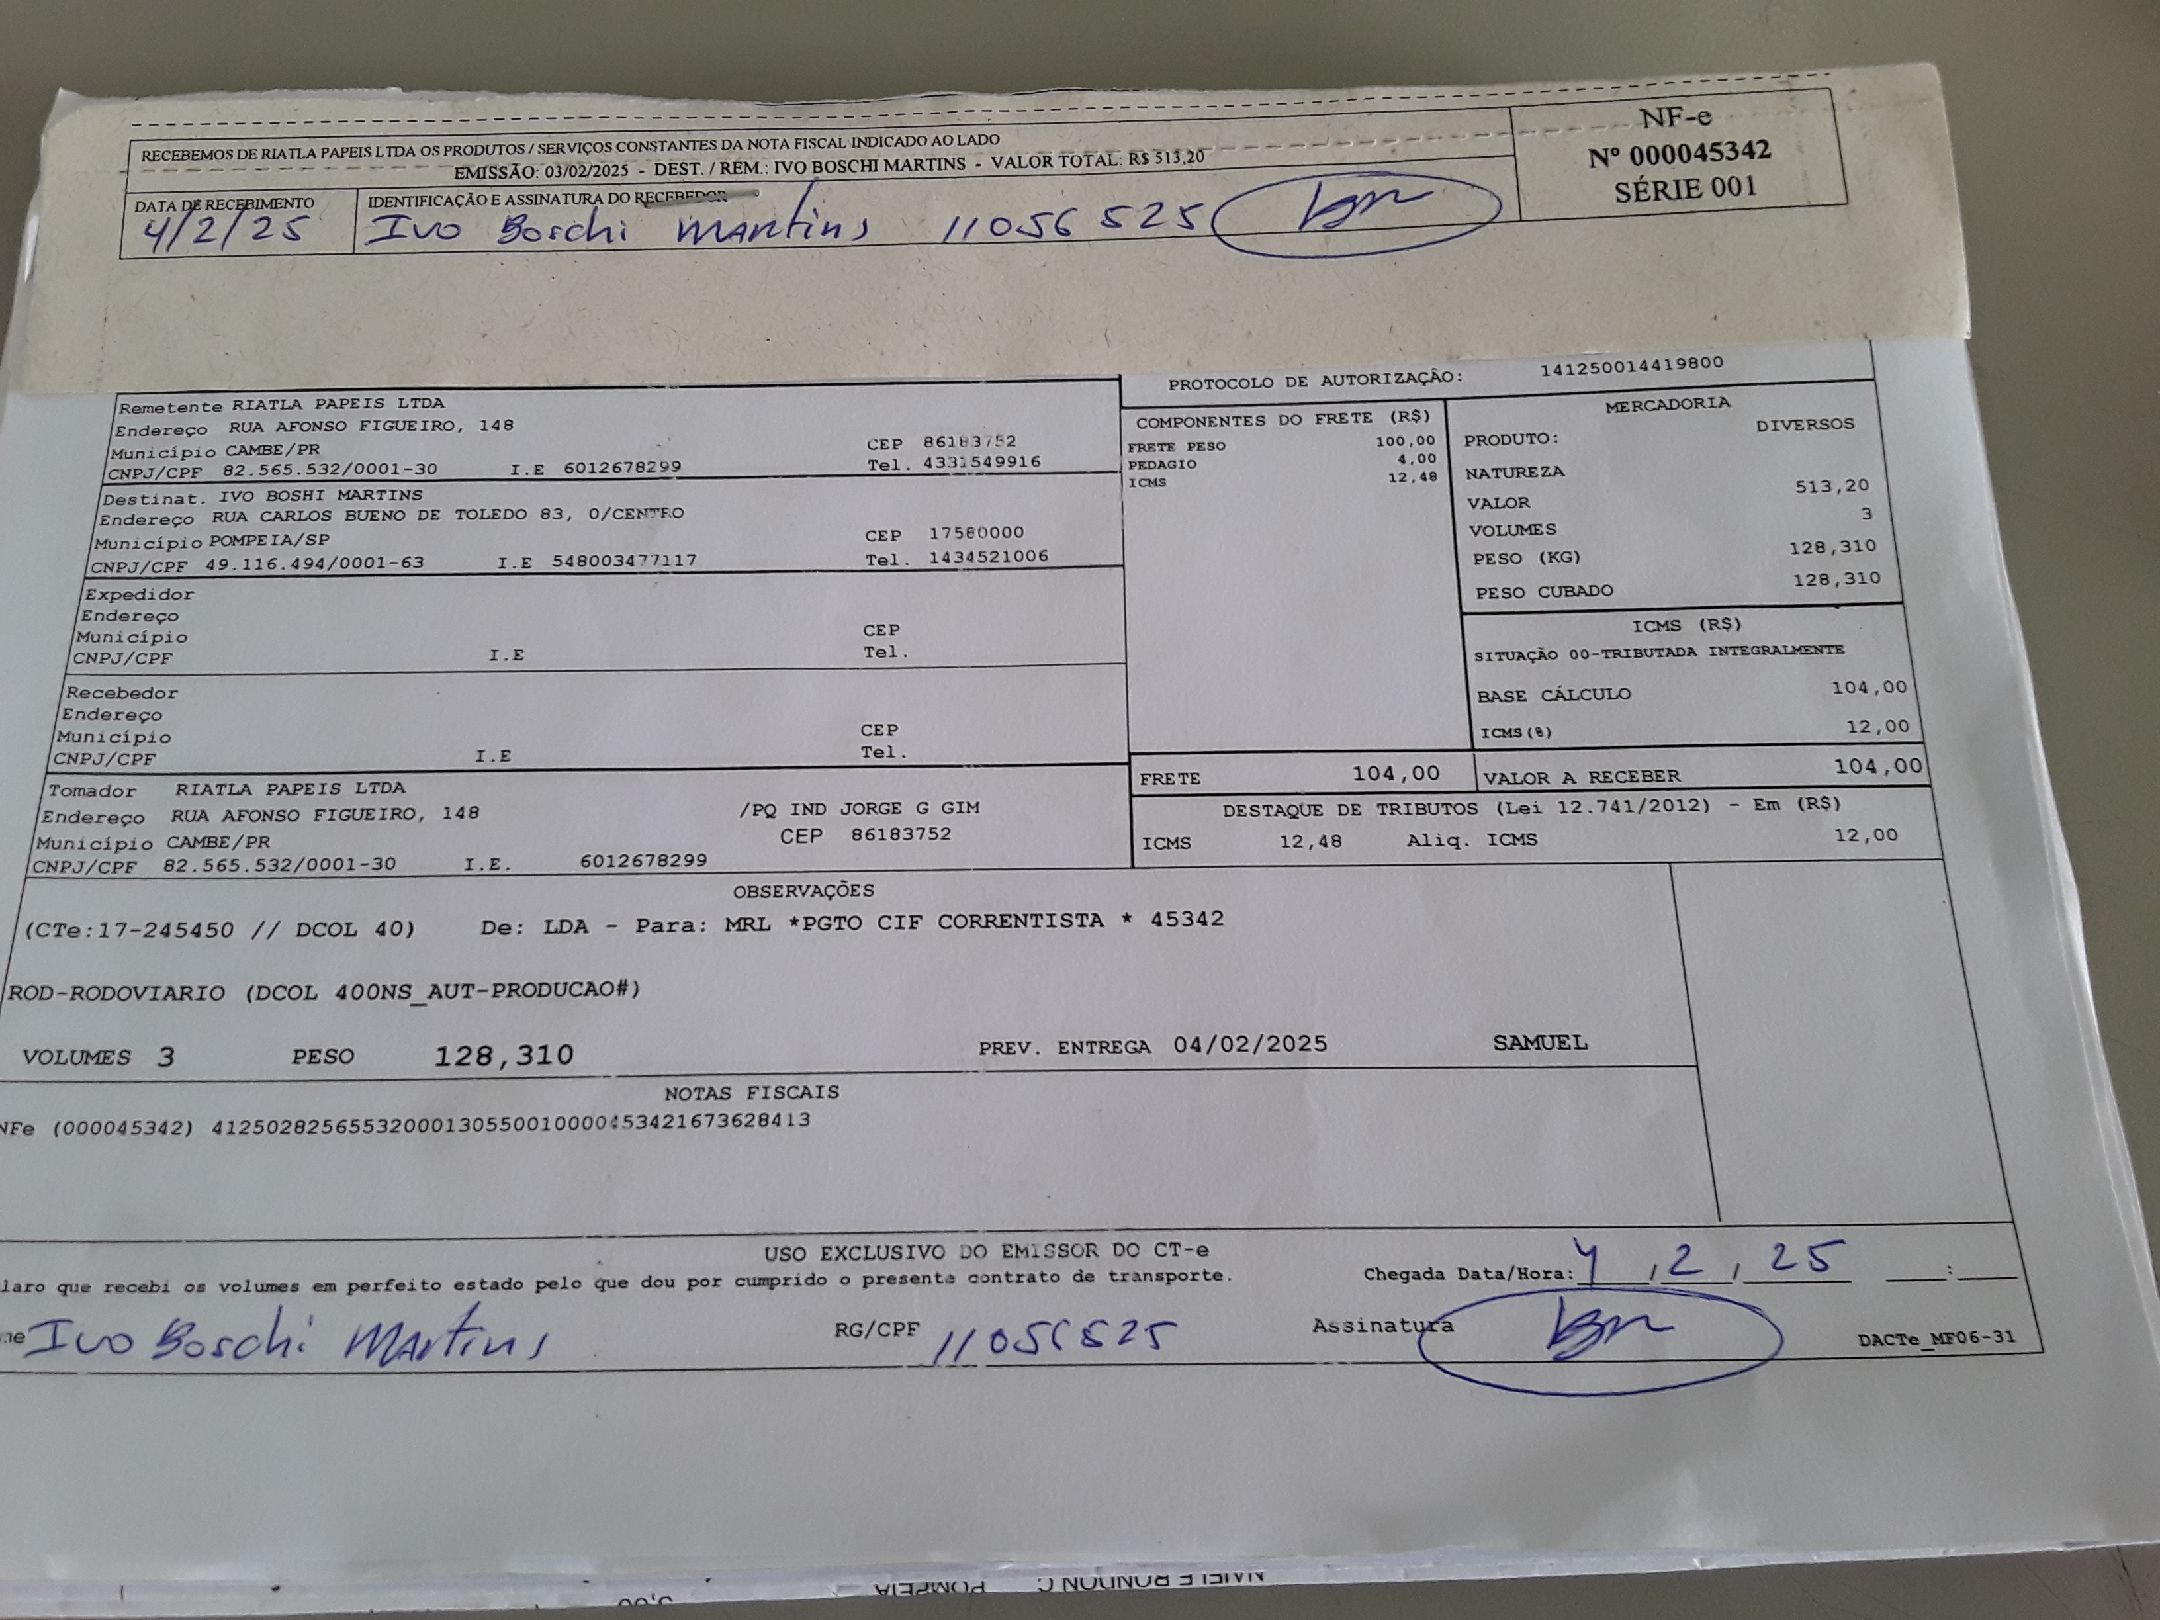 RECEBEMOS DE RIATLA PAPEIS LTDA OS PRODUTOS / SERVIÇOS CONSTANTES DA NOTA FISCAL INDICADO AO LADO
EMISSÃO: 03/02/2025 - DEST. / REM.: IVO BOSCHI MARTINS - VALOR TOTAL: R$ 513,20
NF-e
Nº 000045342
SÉRIE 001
DATA DE RECEBIMENTO
4/2/25
IDENTIFICAÇÃO E ASSINATURA DO RECEBEDOR
Ivo Boschi Martins 11056525
PROTOCOLO DE AUTORIZAÇÃO: 141250014419800
Remetente RIATLA PAPEIS LTDA
Endereço RUA AFONSO FIGUEIRO, 148
Município CAMBE/PR CEP 86183752
CNPJ/CPF 82.565.532/0001-30 I.E 6012678299 Tel. 4331549916
Destinat. IVO BOSHI MARTINS
Endereço RUA CARLOS BUENO DE TOLEDO 83, 0/CENTRO
Município POMPEIA/SP CEP 17580000
CNPJ/CPF 49.116.494/0001-63 I.E 548003477117 Tel. 1434521006
Expedidor
Endereço
Município CEP
CNPJ/CPF I.E Tel.
Recebedor
Endereço
Município CEP
CNPJ/CPF I.E Tel.
Tomador RIATLA PAPEIS LTDA
Endereço RUA AFONSO FIGUEIRO, 148 /PQ IND JORGE G GIM
Município CAMBE/PR CEP 86183752
CNPJ/CPF 82.565.532/0001-30 I.E. 6012678299
COMPONENTES DO FRETE (R$)
FRETE PESO 100,00
PEDAGIO 4,00
ICMS 12,48
MERCADORIA
PRODUTO: DIVERSOS
NATUREZA
VALOR 513,20
VOLUMES 3
PESO (KG) 128,310
PESO CUBADO 128,310
ICMS (R$)
SITUAÇÃO 00-TRIBUTADA INTEGRALMENTE
BASE CÁLCULO 104,00
ICMS(%) 12,00
FRETE 104,00 VALOR A RECEBER 104,00
DESTAQUE DE TRIBUTOS (Lei 12.741/2012) - Em (R$)
ICMS 12,48 Aliq. ICMS 12,00
OBSERVAÇÕES
(CTe:17-245450 // DCOL 40) De: LDA - Para: MRL *PGTO CIF CORRENTISTA * 45342
ROD-RODOVIARIO (DCOL 400NS_AUT-PRODUCAO#)
VOLUMES 3 PESO 128,310 PREV. ENTREGA 04/02/2025 SAMUEL
NOTAS FISCAIS
NFe (000045342) 41250282565532000130550010000453421673628413
USO EXCLUSIVO DO EMISSOR DO CT-e
laro que recebi os volumes em perfeito estado pelo que dou por cumprido o presente contrato de transporte. Chegada Data/Hora: 4, 2, 25 :
me Ivo Boschi Martins RG/CPF 11056525 Assinatura DACTe_MF06-31
POMPEIA